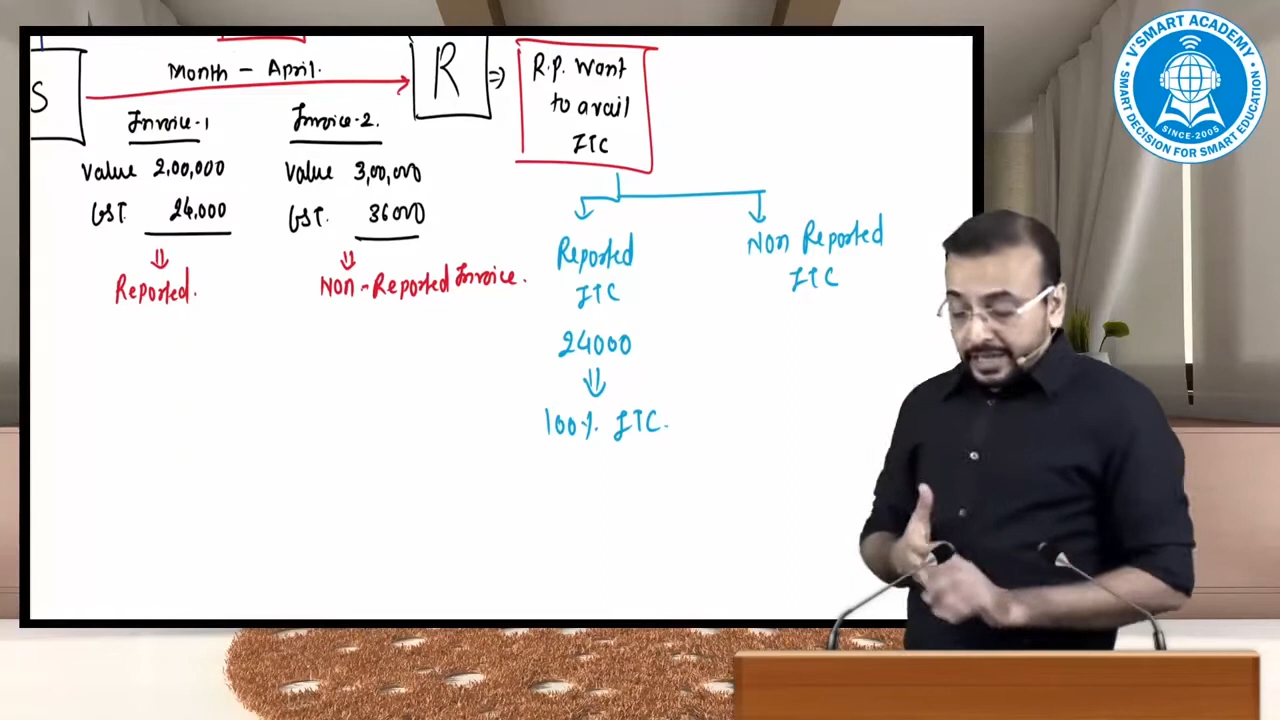 S
Month - April.
R
⇒
R.P. Want
to avail
ITC
Invoice-1
Value 2,00,000
GST. 24,000
⇓
Reported.
Invoice-2.
Value 3,00,000
GST. 36000
⇓
Non-Reported Invoice.
Reported
ITC
24000
⇓
100% ITC.
Non Reported
ITC
V'SMART ACADEMY
SINCE-2005
SMART DECISION FOR SMART EDUCATION